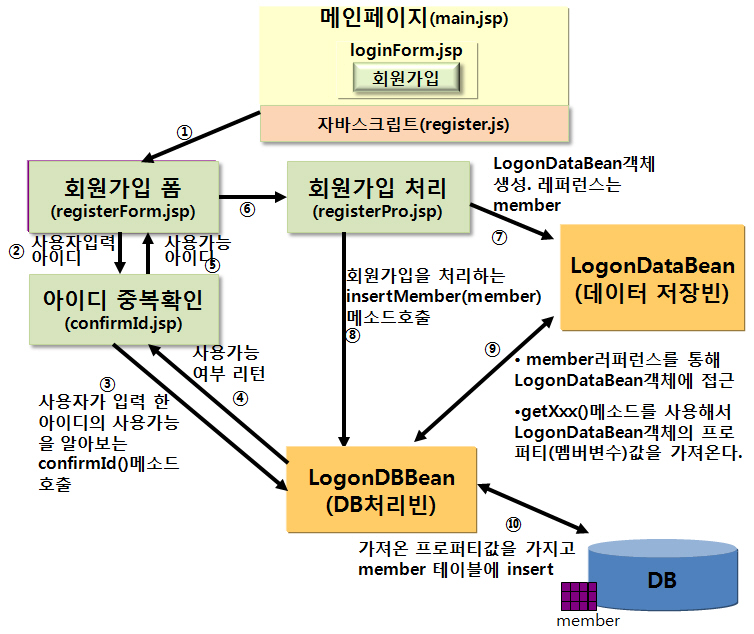 메인페이지(main.jsp)
loginForm.jsp
회원가입
자바스크립트(register.js)
①
회원가입 폼
(registerForm.jsp)
⑥
회원가입 처리
(registerPro.jsp)
LogonDataBean객체
생성. 레퍼런스는
member
⑦
② 사용자입력
아이디
사용가능
아이디
⑤
LogonDataBean
(데이터 저장빈)
아이디 중복확인
(confirmId.jsp)
회원가입을 처리하는
insertMember(member)
메소드호출
⑧
사용가능
여부 리턴
④
③
사용자가 입력 한
아이디의 사용가능
을 알아보는
confirmId()메소드
호출
⑨
• member러퍼런스를 통해
LogonDataBean객체에 접근
•getXxx()메소드를 사용해서
LogonDataBean객체의 프로
퍼티(멤버변수)값을 가져온다.
LogonDBBean
(DB처리빈)
⑩
가져온 프로퍼티값을 가지고
member 테이블에 insert
DB
member